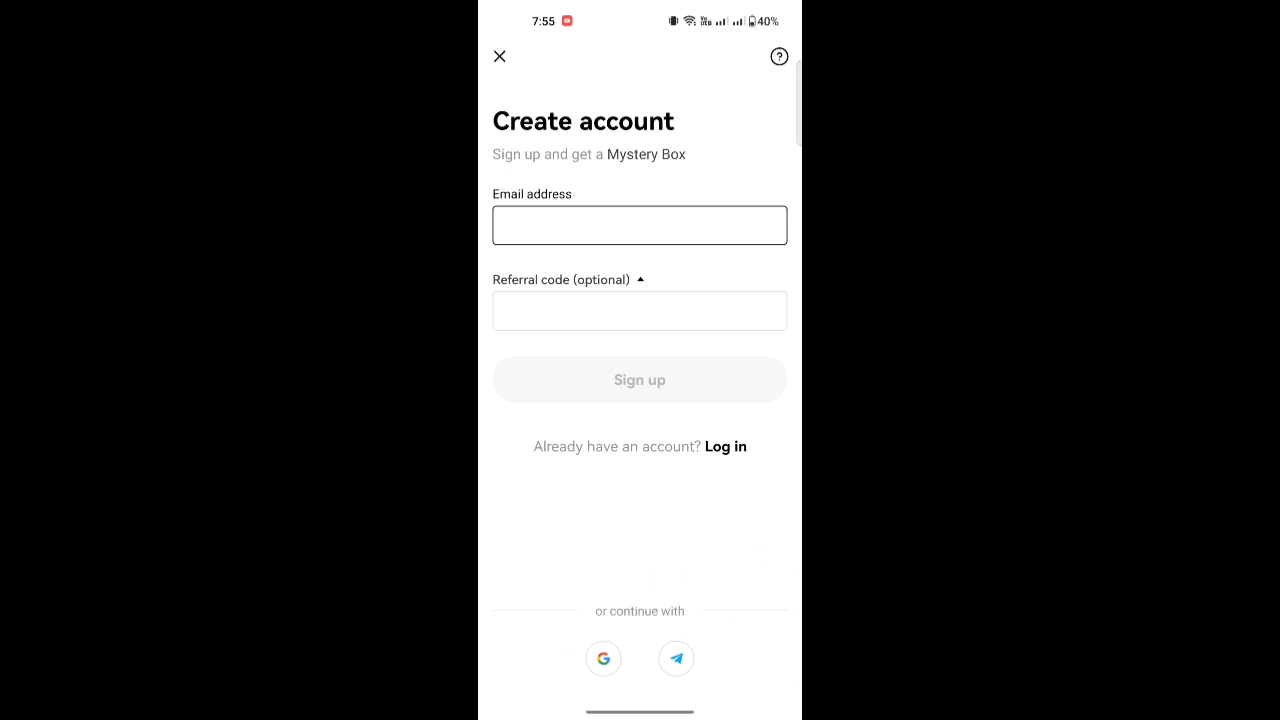 7:55 40%
Create account
Sign up and get a Mystery Box
Email address
Referral code (optional)
Sign up
Already have an account? Log in
or continue with